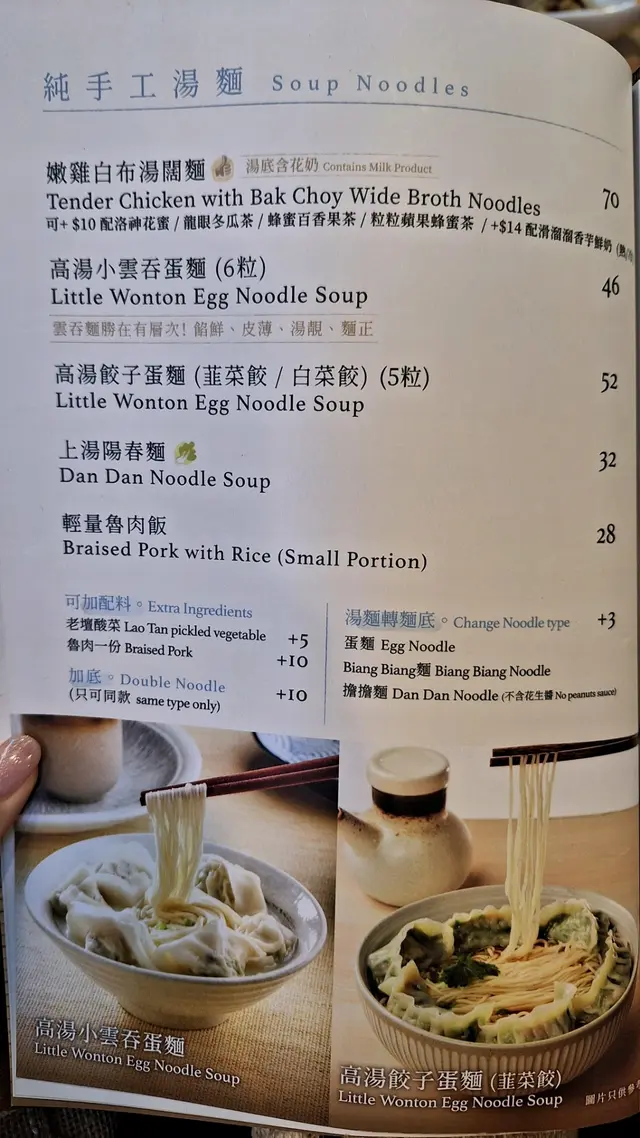 純手工湯麵 Soup Noodles
嫩雞白布湯闊麵 湯底含花奶 Contains Milk Product
Tender Chicken with Bak Choy Wide Broth Noodles 70
可+ $10 配洛神花蜜 / 龍眼冬瓜茶 / 蜂蜜百香果茶 / 粒粒蘋果蜂蜜茶 / +$14 配滑溜溜香芋鮮奶
高湯小雲吞蛋麵 (6粒)
Little Wonton Egg Noodle Soup 46
雲吞麵勝在有層次! 餡鮮、皮薄、湯靚、麵正
高湯餃子蛋麵 (韮菜餃 / 白菜餃) (5粒) 52
Little Wonton Egg Noodle Soup
上湯陽春麵 32
Dan Dan Noodle Soup
輕量魯肉飯 28
Braised Pork with Rice (Small Portion)
可加配料。Extra Ingredients
老壇酸菜 Lao Tan pickled vegetable +5
魯肉一份 Braised Pork +10
加底。Double Noodle
(只可同款 same type only) +10
湯麵轉麵底。Change Noodle type +3
蛋麵 Egg Noodle
Biang Biang麵 Biang Biang Noodle
擔擔麵 Dan Dan Noodle (不含花生醬 No peanuts sauce)
高湯小雲吞蛋麵
Little Wonton Egg Noodle Soup
高湯餃子蛋麵 (韮菜餃)
Little Wonton Egg Noodle Soup
圖片只供參